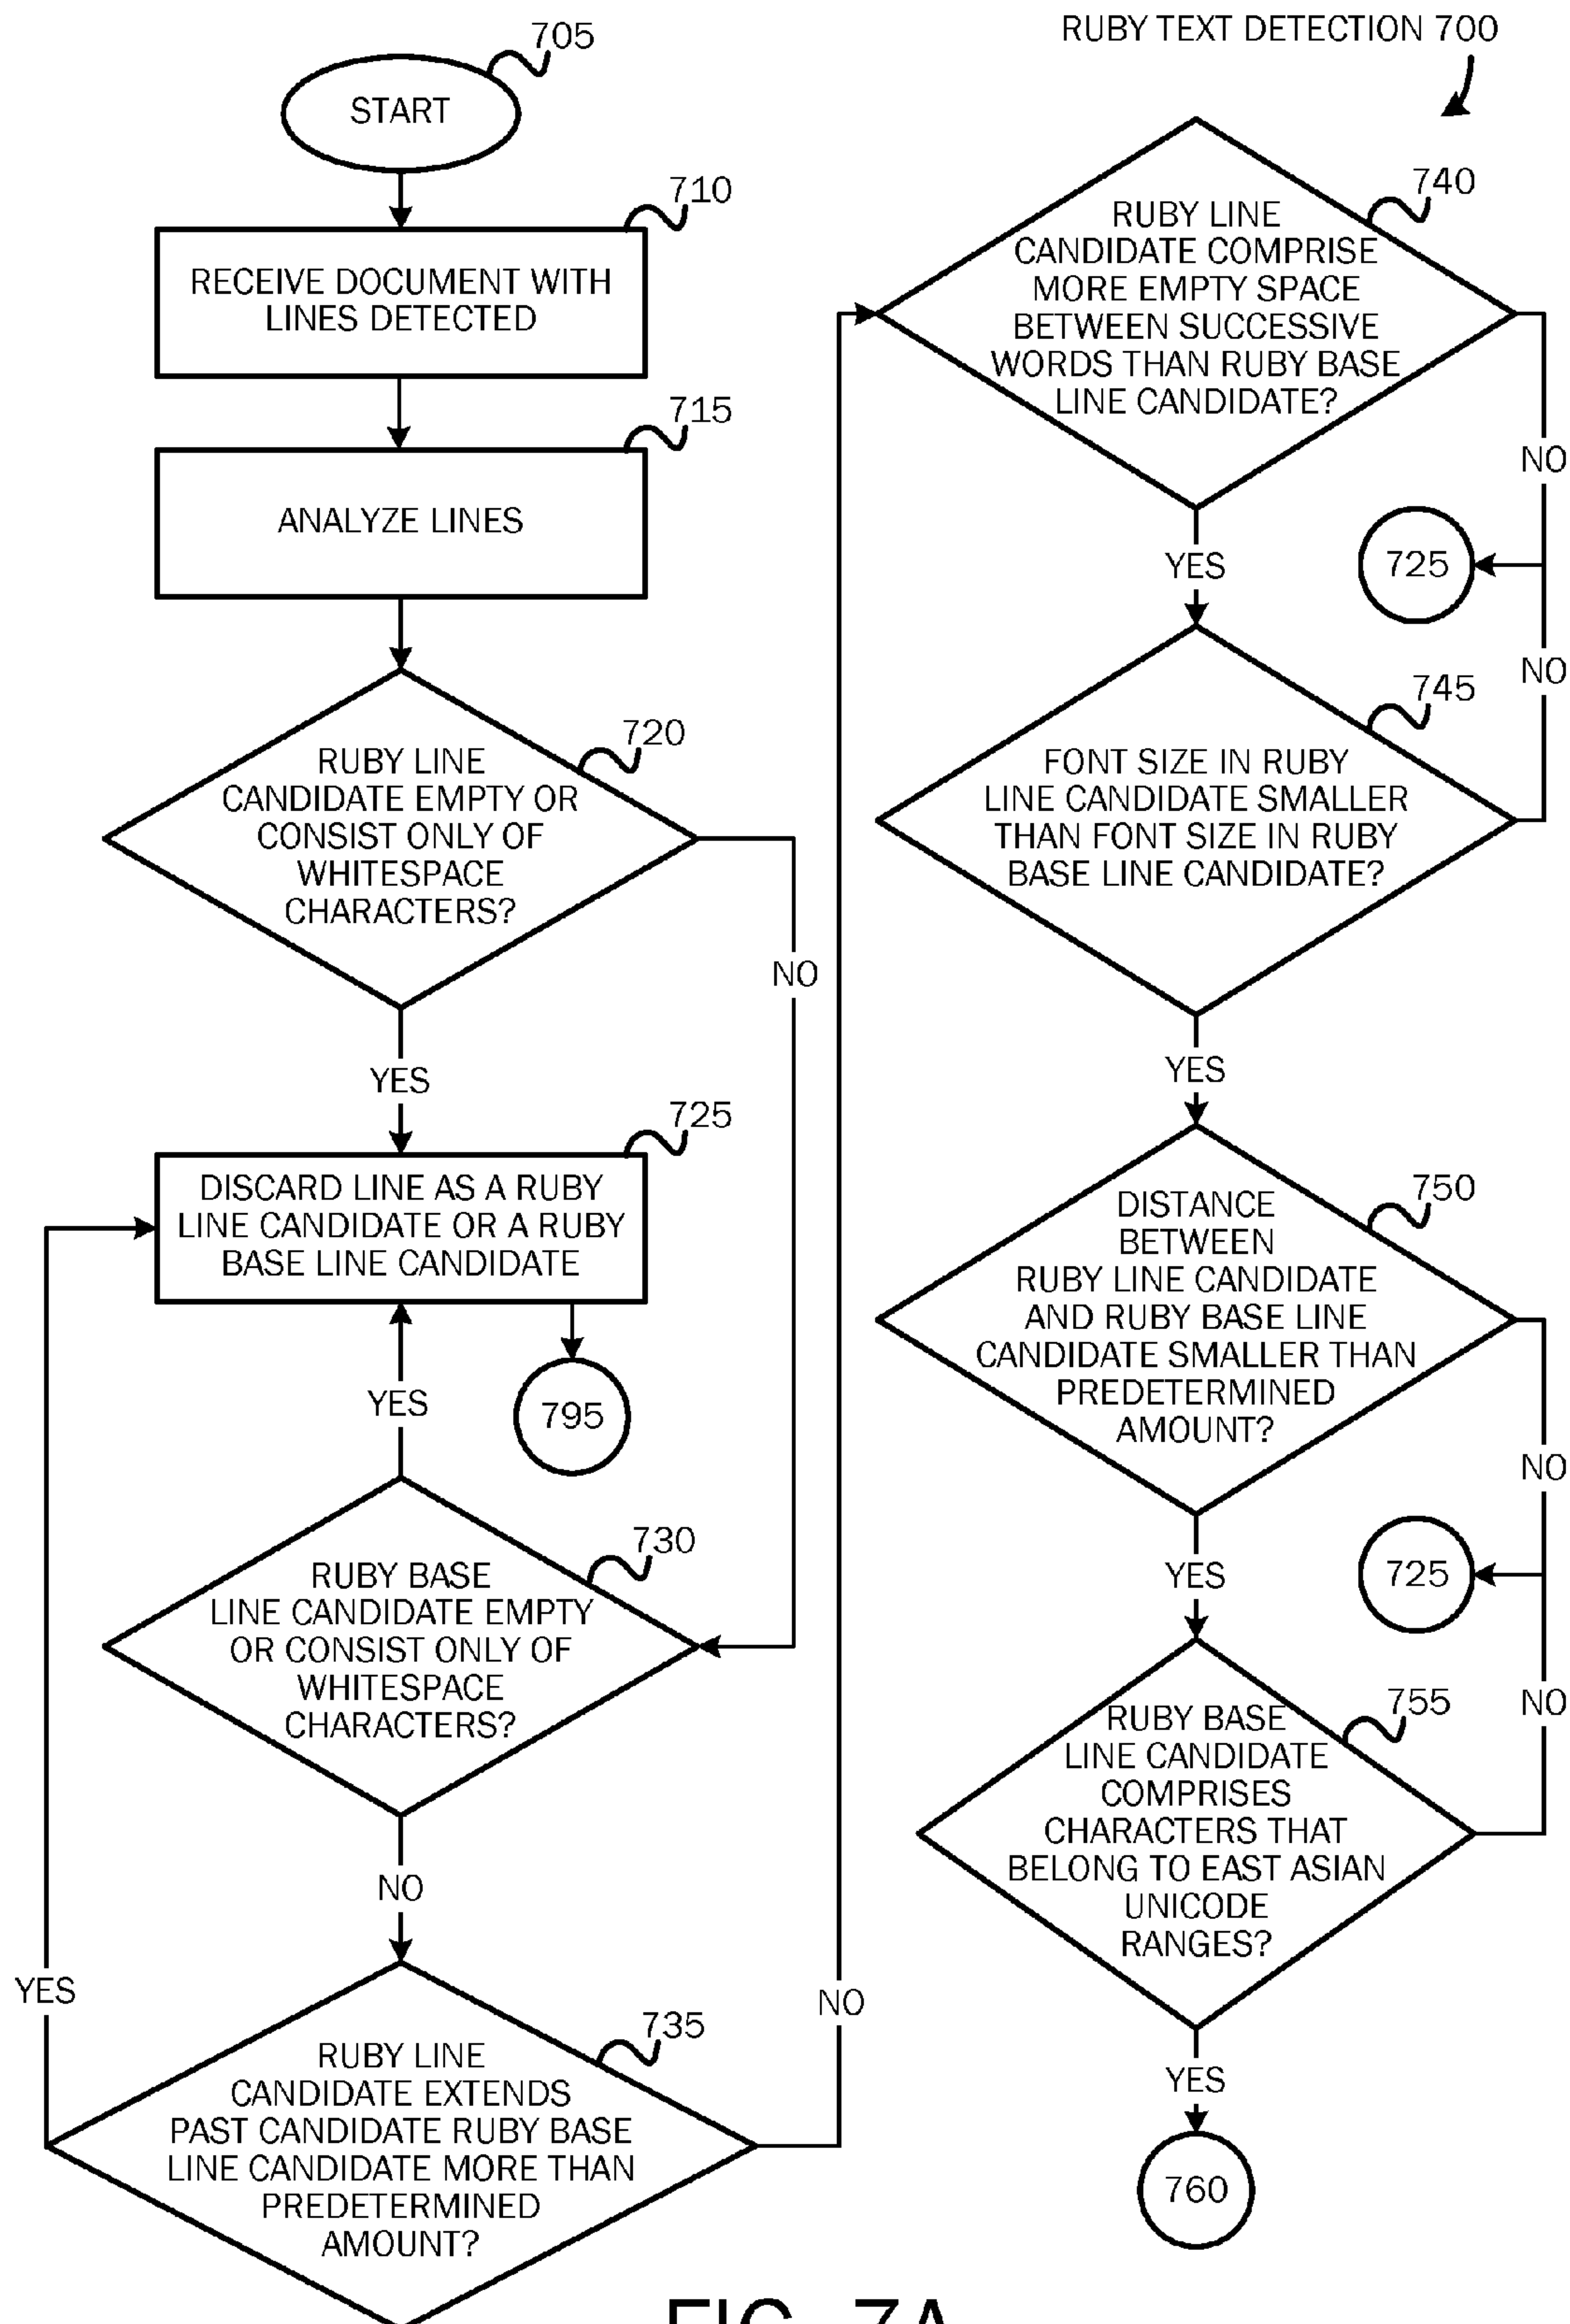 705
START
710
RECEIVE DOCUMENT WITH
LINES DETECTED
715
ANALYZE LINES
720
RUBY LINE
CANDIDATE EMPTY OR
CONSIST ONLY OF
WHITESPACE
CHARACTERS?
NO
YES
725
DISCARD LINE AS A RUBY
LINE CANDIDATE OR A RUBY
BASE LINE CANDIDATE
YES
795
730
RUBY BASE
LINE CANDIDATE EMPTY
OR CONSIST ONLY OF
WHITESPACE
CHARACTERS?
NO
YES
735
RUBY LINE
CANDIDATE EXTENDS
PAST CANDIDATE RUBY BASE
LINE CANDIDATE MORE THAN
PREDETERMINED
AMOUNT?
NO
RUBY TEXT DETECTION 700
740
RUBY LINE
CANDIDATE COMPRISE
MORE EMPTY SPACE
BETWEEN SUCCESSIVE
WORDS THAN RUBY BASE
LINE CANDIDATE?
NO
YES
725
NO
745
FONT SIZE IN RUBY
LINE CANDIDATE SMALLER
THAN FONT SIZE IN RUBY
BASE LINE CANDIDATE?
YES
750
DISTANCE
BETWEEN
RUBY LINE CANDIDATE
AND RUBY BASE LINE
CANDIDATE SMALLER THAN
PREDETERMINED
AMOUNT?
NO
YES
725
NO
755
RUBY BASE
LINE CANDIDATE
COMPRISES
CHARACTERS THAT
BELONG TO EAST ASIAN
UNICODE
RANGES?
YES
760
FIG. 7A